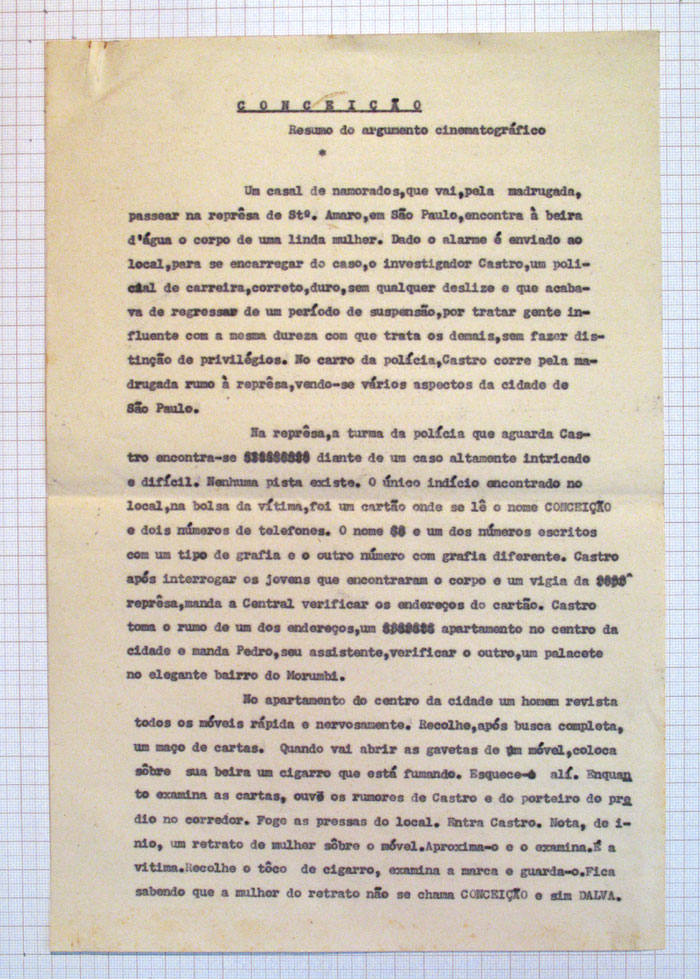 C O N C E I Ç Ã O
Resumo do argumento cinematográfico
*
Um casal de namorados,que vai,pela madrugada,
passear na reprêsa de Stº. Amaro,em São Paulo,encontra à beira
d'água o corpo de uma linda mulher. Dado o alarme é enviado ao
local,para se encarregar do caso,o investigador Castro,um poli-
cial de carreira,correto,duro,sem qualquer deslize e que acaba-
va de regressar de um período de suspensão,por tratar gente in-
fluente com a mesma dureza com que trata os demais,sem fazer dis-
tinção de privilégios. No carro da polícia,Castro corre pela ma-
drugada rumo à reprêsa,vendo-se vários aspectos da cidade de
São Paulo.
Na reprêsa,a turma da polícia que aguarda Cas-
tro encontra-se diante de um caso altamente intricado
e difícil. Nenhuma pista existe. O único indício encontrado no
local,na bolsa da vítima,foi um cartão onde se lê o nome CONCEIÇÃO
e dois números de telefones. O nome e um dos números escritos
com um tipo de grafia e o outro número com grafia diferente. Castro
após interrogar os jovens que encontraram o corpo e um vigia da
reprêsa,manda a Central verificar os endereços do cartão. Castro
toma o rumo de um dos endereços,um apartamento no centro da
cidade e manda Pedro,seu assistente,verificar o outro,um palacete
no elegante bairro do Morumbi.
No apartamento do centro da cidade um homem revista
todos os móveis rápida e nervosamente. Recolhe,após busca completa,
um maço de cartas. Quando vai abrir as gavetas de um móvel,coloca
sôbre sua beira um cigarro que está fumando. Esquece-o alí. Enquan
to examina as cartas, ouve os rumores de Castro e do porteiro do pre
dio no corredor. Foge as pressas do local. Entra Castro. Nota, de i-
nio, um retrato de mulher sôbre o móvel.Aproxima-o e o examina.É a
vitima.Recolhe o tôco de cigarro, examina a marca e guarda-o.Fica
sabendo que a mulher do retrato não se chama CONCEIÇÃO e sim DALVA.